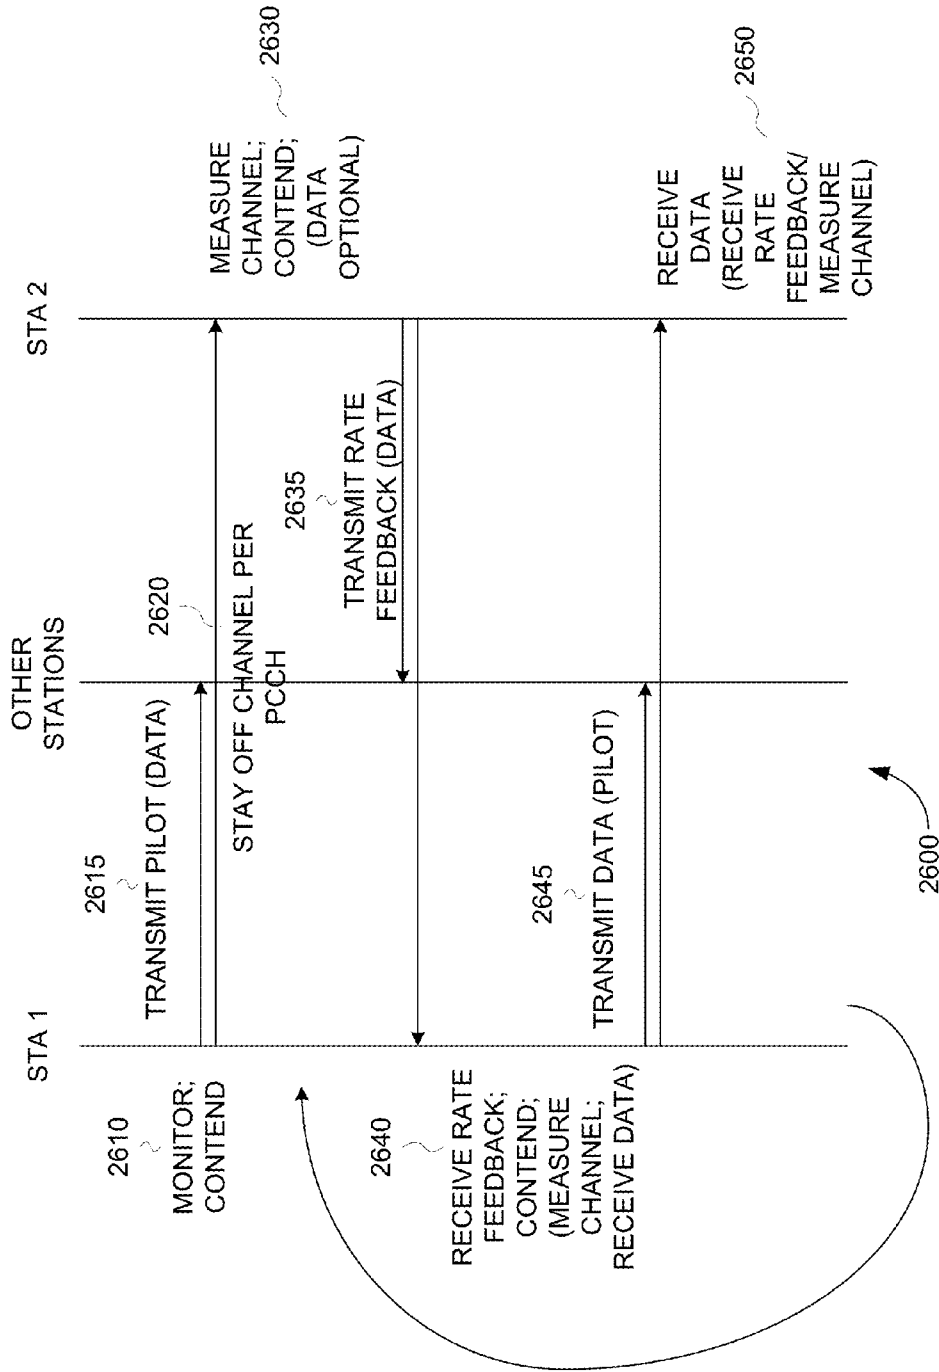 STA 1
OTHER
STATIONS
STA 2
2610
MONITOR;
CONTEND
2615
TRANSMIT PILOT (DATA)
2620
STAY OFF CHANNEL PER
PCCH
MEASURE
CHANNEL;
CONTEND;
(DATA
OPTIONAL)
2630
2635
TRANSMIT RATE
FEEDBACK (DATA)
2640
RECEIVE RATE
FEEDBACK;
CONTEND;
(MEASURE
CHANNEL;
RECEIVE DATA)
2645
TRANSMIT DATA (PILOT)
RECEIVE
DATA
(RECEIVE
RATE
FEEDBACK/
MEASURE
CHANNEL)
2650
2600